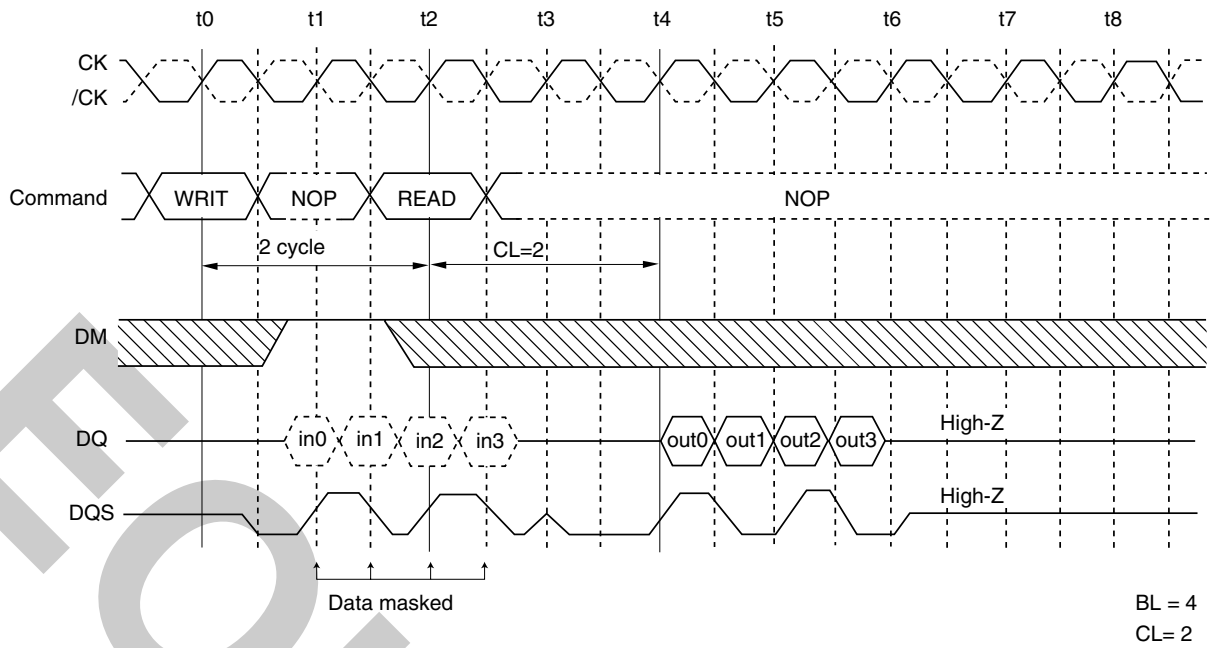 t0 t1 t2 t3 t4 t5 t6 t7 t8
CK
/CK
Command WRIT NOP READ NOP
2 cycle CL=2
DM
DQ in0 in1 in2 in3 out0 out1 out2 out3 High-Z
DQS High-Z
Data masked
BL = 4
CL= 2